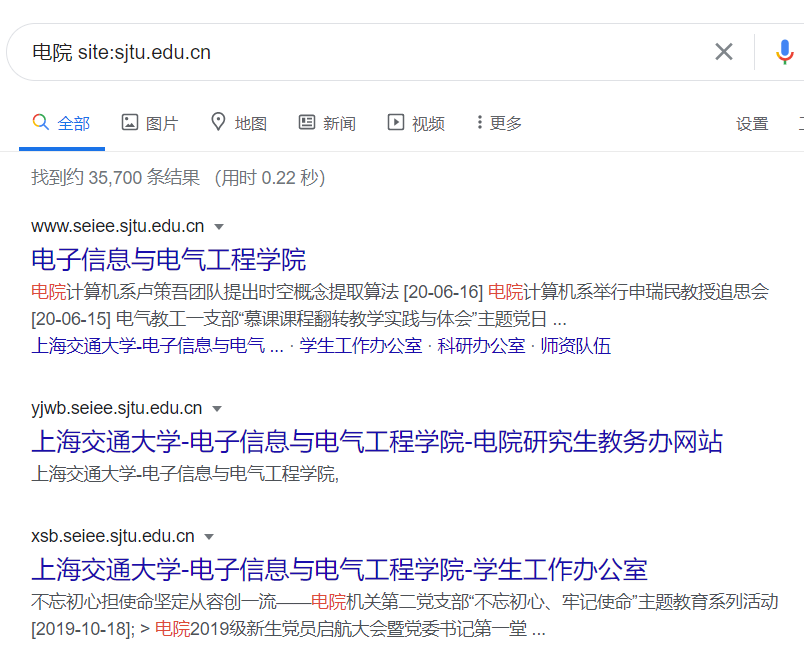 电院 site:sjtu.edu.cn
全部 图片 地图 新闻 视频 更多 设置
找到约 35,700 条结果 （用时 0.22 秒）
www.seiee.sjtu.edu.cn
电子信息与电气工程学院
电院计算机系卢策吾团队提出时空概念提取算法 [20-06-16] 电院计算机系举行申瑞民教授追思会
[20-06-15] 电气教工一支部“慕课课程翻转教学实践与体会”主题党日 ...
上海交通大学-电子信息与电气 ... · 学生工作办公室 · 科研办公室 · 师资队伍
yjwb.seiee.sjtu.edu.cn
上海交通大学-电子信息与电气工程学院-电院研究生教务办网站
上海交通大学-电子信息与电气工程学院,
xsb.seiee.sjtu.edu.cn
上海交通大学-电子信息与电气工程学院-学生工作办公室
不忘初心担使命坚定从容创一流——电院机关第二党支部“不忘初心、牢记使命”主题教育系列活动
[2019-10-18]; > 电院2019级新生党员启航大会暨党委书记第一堂 ...